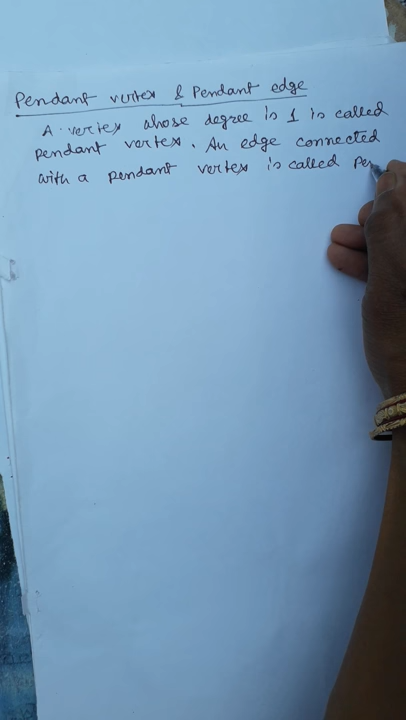 Pendant vertex & Pendant edge
A vertex whose degree is 1 is called
pendant vertex. An edge connected
with a pendant vertex is called pen